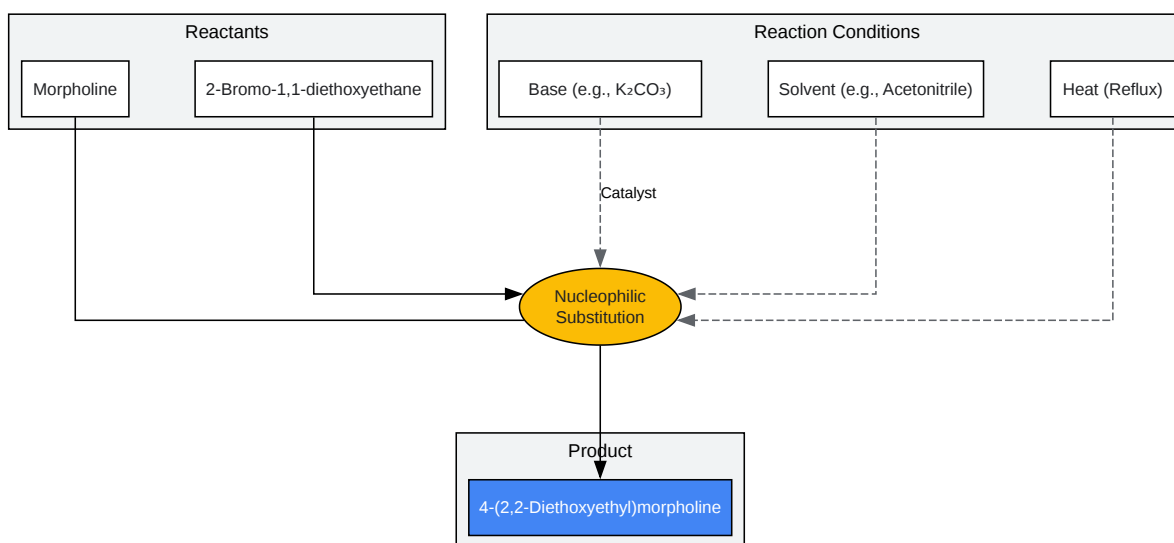 Reactants
Reaction Conditions
Morpholine
2-Bromo-1,1-diethoxyethane
Base (e.g., K₂CO₃)
Solvent (e.g., Acetonitrile)
Heat (Reflux)
Catalyst
Nucleophilic
Substitution
Product
4-(2,2-Diethoxyethyl)morpholine